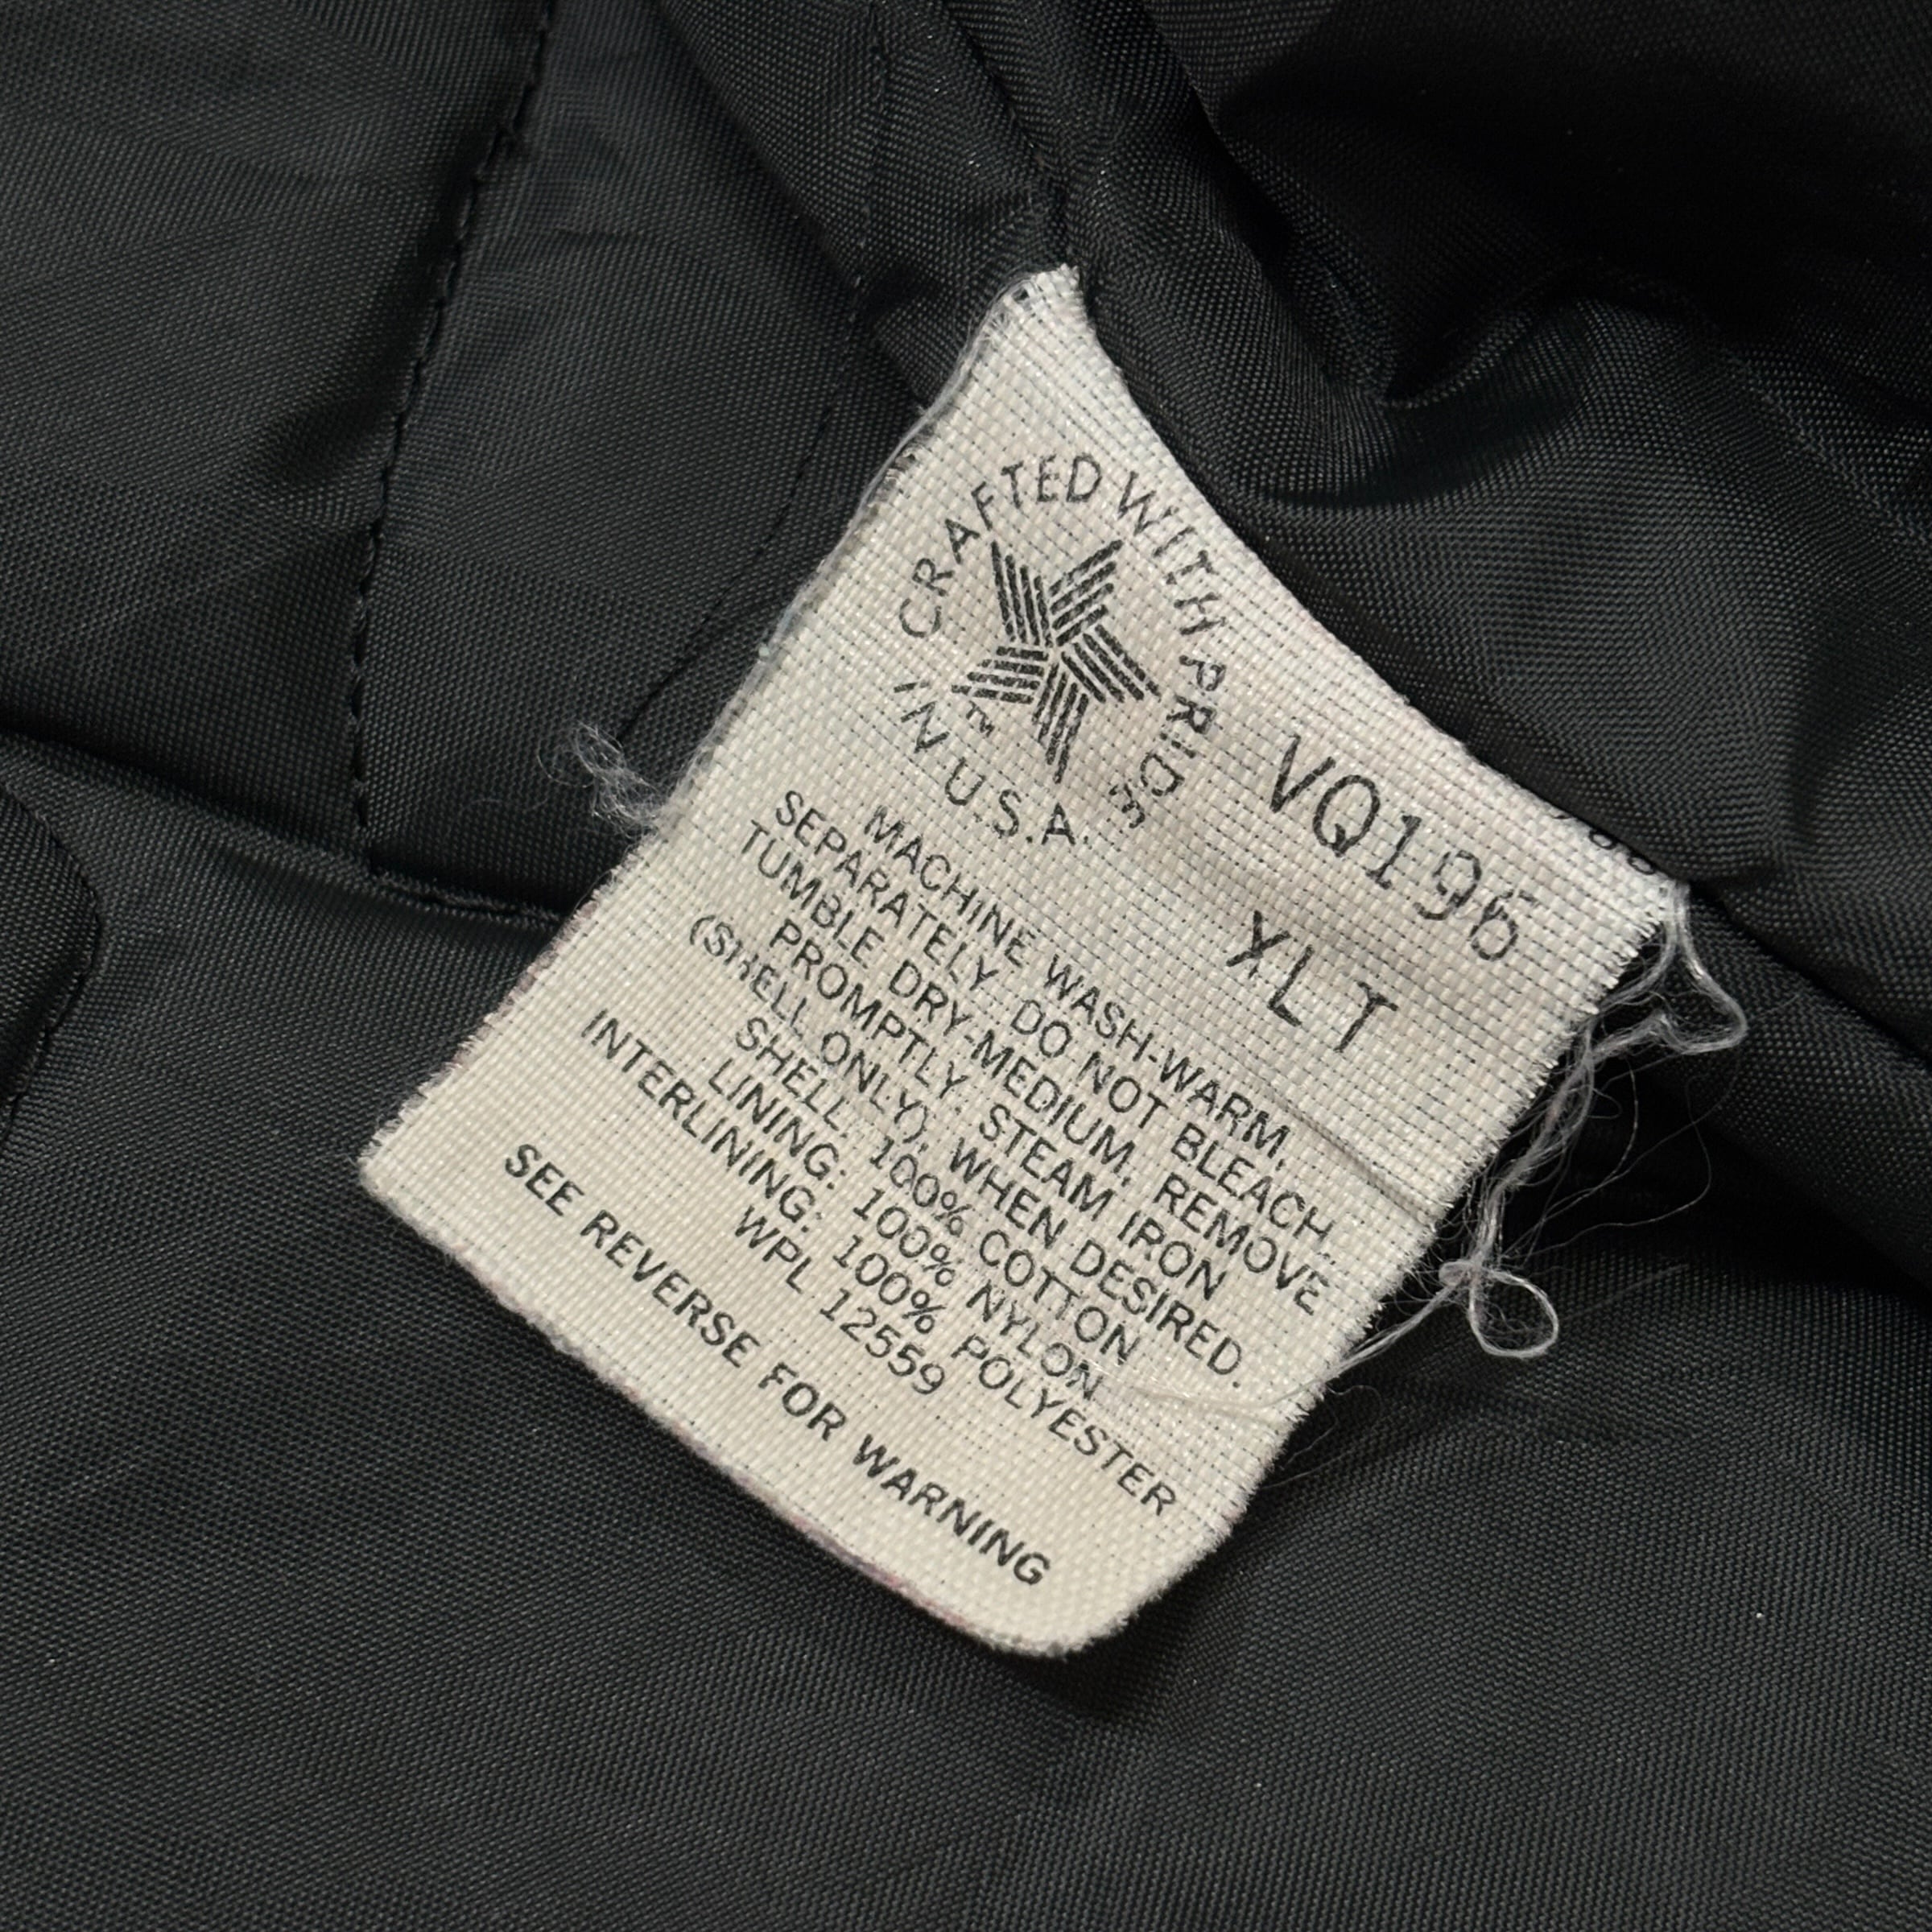 CRAFTED WITH PRIDE
IN U.S.A.
TM
VQ196
XLT
MACHINE WASH-WARM,
SEPARATELY. DO NOT BLEACH.
TUMBLE DRY-MEDIUM, REMOVE
PROMPTLY. STEAM IRON
(SHELL ONLY), WHEN DESIRED.
SHELL: 100% COTTON
LINING: 100% NYLON
INTERLINING: 100% POLYESTER
WPL 12559
SEE REVERSE FOR WARNING